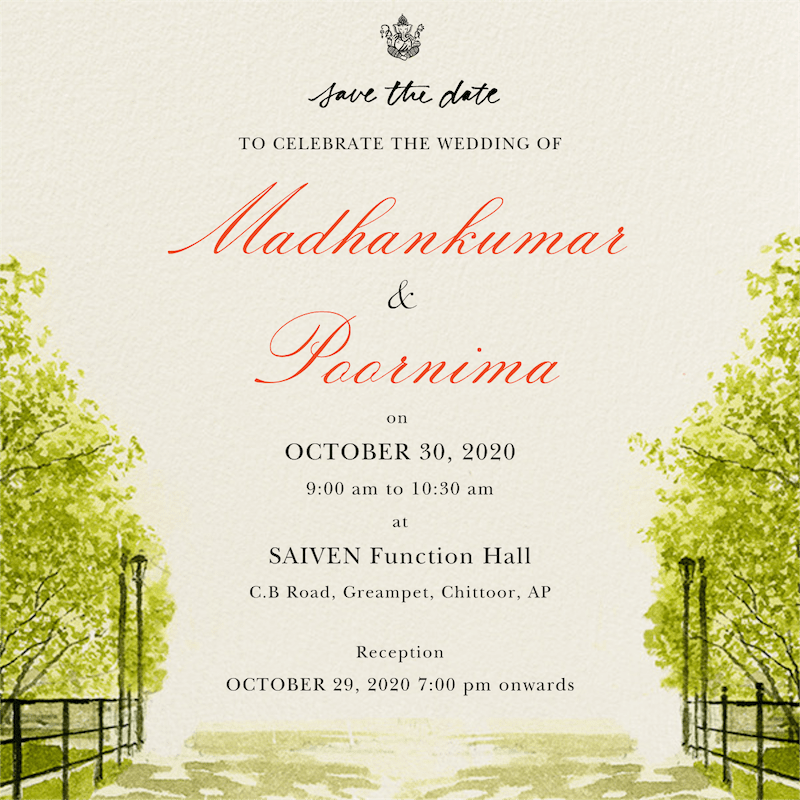 save the date
TO CELEBRATE THE WEDDING OF
Madhankumar
&
Poornima
on
OCTOBER 30, 2020
9:00 am to 10:30 am
at
SAIVEN Function Hall
C.B Road, Greampet, Chittoor, AP
Reception
OCTOBER 29, 2020 7:00 pm onwards